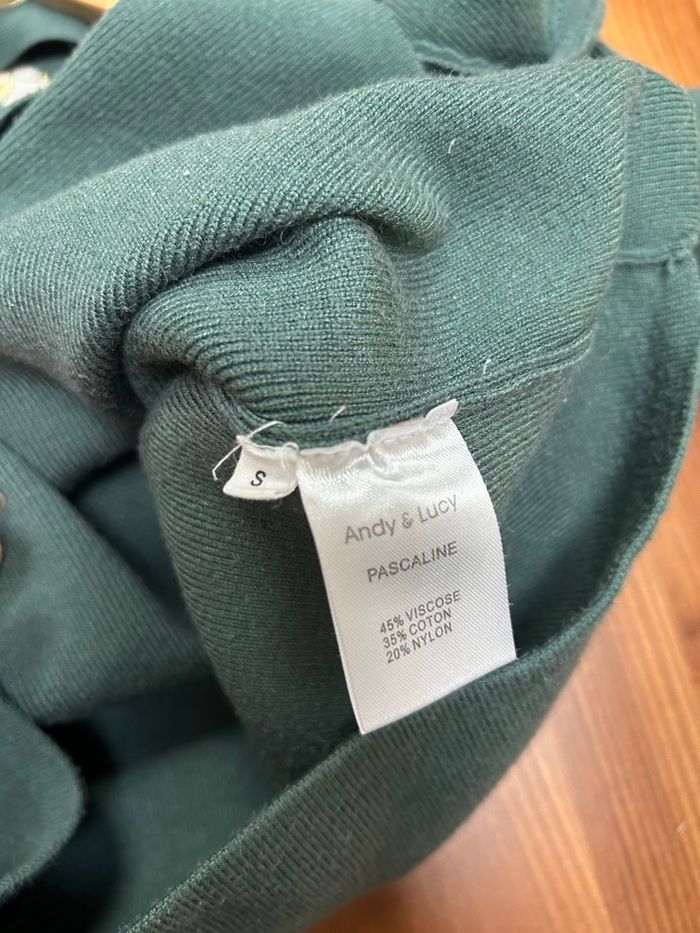 S
Andy & Lucy
PASCALINE
45% VISCOSE
35% COTON
20% NYLON